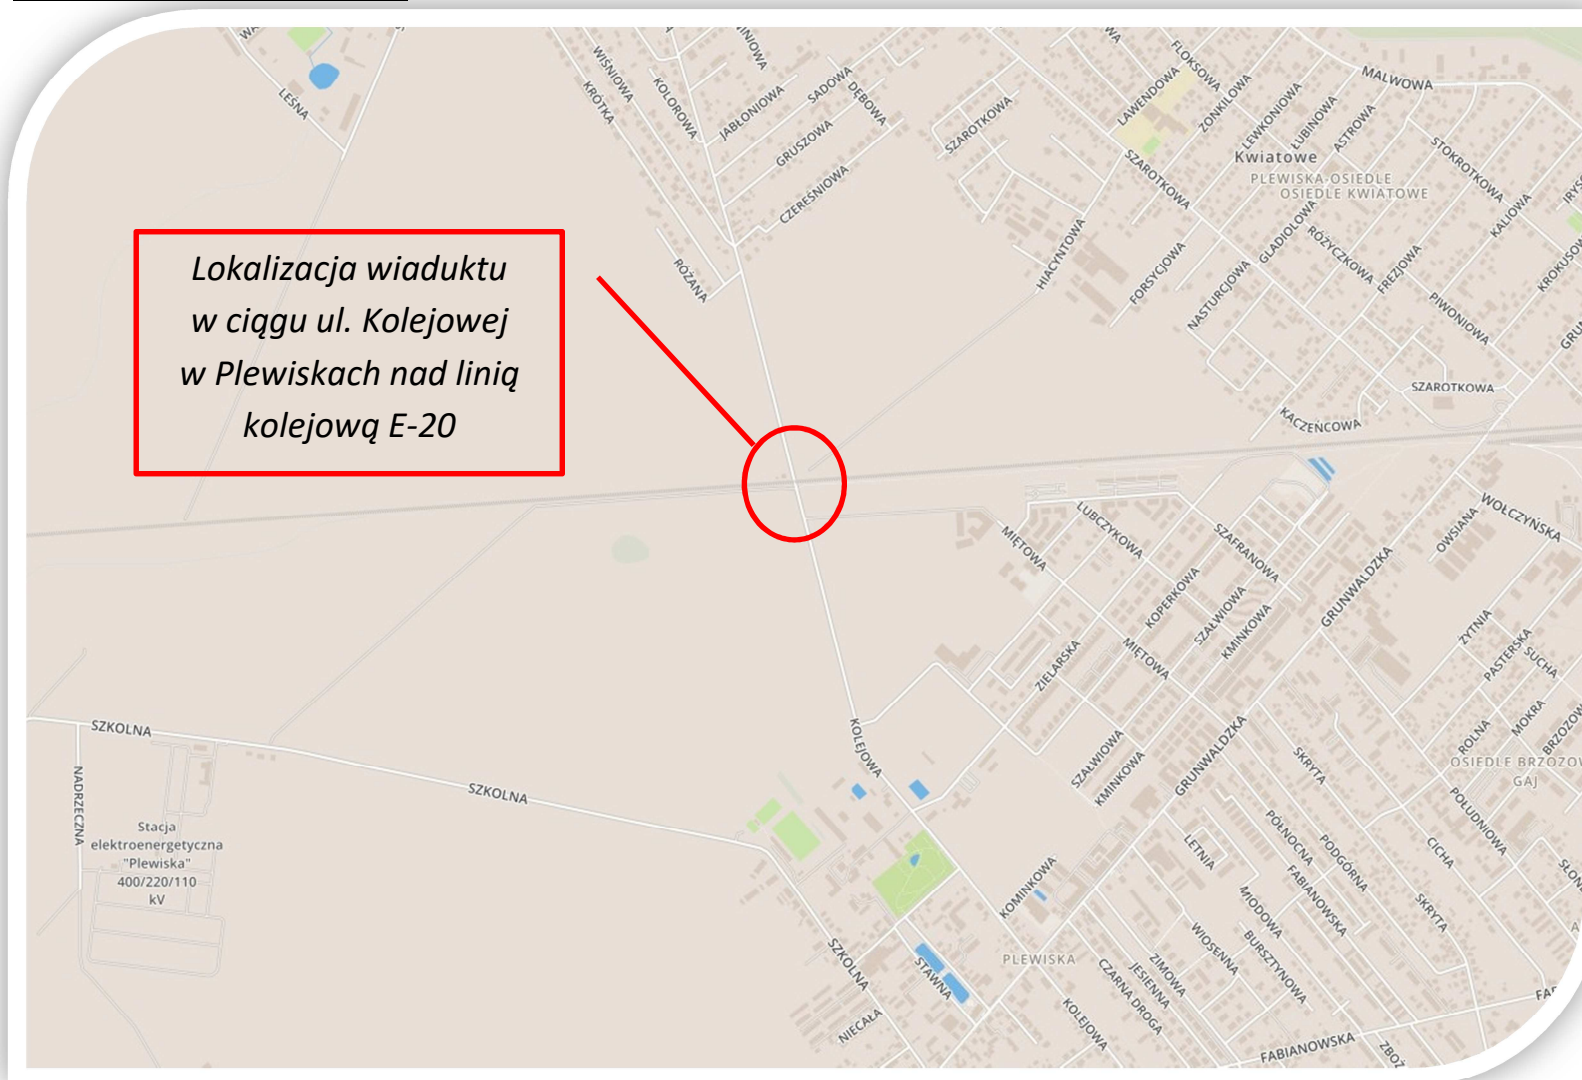 LEŚNA
WIŚNIOWA
KRÓTKA
KOLOROWA
JABŁONIOWA
SADOWA
DĘBOWA
GRUSZOWA
CZEREŚNIOWA
RÓŻANA
SZAROTKOWA
FLOKSOWA
LAWENDOWA
ŻONKILOWA
MALWOWA
LEWKONIOWA
ŁUBINOWA
ASTROWA
STOKROTKOWA
SZAROTKOWA
Kwiatowe
PLEWISKA-OSIEDLE
OSIEDLE KWIATOWE
KALIOWA
HIACYNTOWA
FORSYCJOWA
NASTURCJOWA
GLADIOLOWA
RÓŻYCZKOWA
FREZJOWA
PIWONIOWA
SZAROTKOWA
KACZEŃCOWA
Lokalizacja wiaduktu
w ciągu ul. Kolejowej
w Plewiskach nad linią
kolejową E-20
MIĘTOWA
LUBCZYKOWA
SZAFRANOWA
KOPERKOWA
SZAŁWIOWA
KMINKOWA
GRUNWALDZKA
OWSIANA
WOŁCZYŃSKA
ŻYTNIA
PASTERSKA
SUCHA
ZIELARSKA
MIĘTOWA
MOKRA
ROLNA
SZKOLNA
NADRZECZNA
SZKOLNA
KOLEJOWA
SZAŁWIOWA
KMINKOWA
GRUNWALDZKA
SKRYTA
GAJ
Stacja
elektroenergetyczna
"Plewiska"
400/220/110
kV
PÓŁNOCNA
PODGÓRNA
POŁUDNIOWA
CICHA
LETNIA
FABIANOWSKA
SKRYTA
KOMINKOWA
MIODOWA
WIOSENNA
BURSZTYNOWA
SZKOLNA
STAWNA
PLEWISKA
CZARNA DROGA
JESIENNA
ZIMOWA
NIECAŁA
KOLEJOWA
FABIANOWSKA